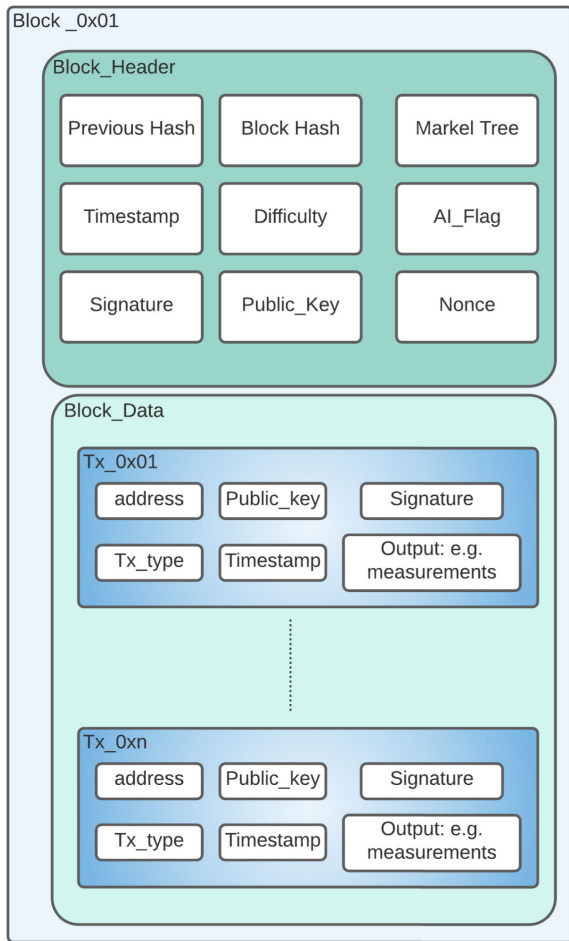 Block _0x01
Block_Header
Previous Hash
Block Hash
Markel Tree
Timestamp
Difficulty
AI_Flag
Signature
Public_Key
Nonce
Block_Data
Tx_0x01
address
Public_key
Signature
Tx_type
Timestamp
Output: e.g.
measurements
Tx_0xn
address
Public_key
Signature
Tx_type
Timestamp
Output: e.g.
measurements